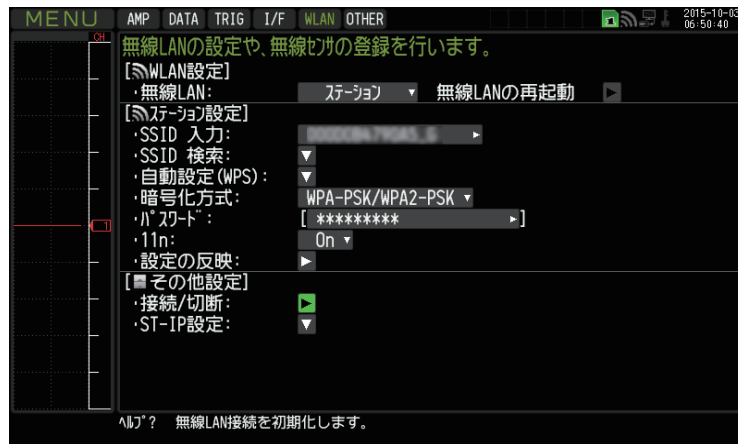 MENU AMP DATA TRIG I/F WLAN OTHER 1 2015-10-03
06:50:40
CH
無線LANの設定や、無線ｾﾝｻの登録を行います。
[WLAN設定]
・無線LAN: ｽﾃｰｼｮﾝ ▼ 無線LANの再起動 ▶
[ｽﾃｰｼｮﾝ設定]
・SSID 入力: ▸
・SSID 検索: ▼
・自動設定(WPS): ▼
・暗号化方式: WPA-PSK/WPA2-PSK ▼
・ﾊﾟｽﾜｰﾄﾞ: [ ********* ▸]
1
・11n: On ▼
・設定の反映: ▶
[その他設定]
・接続/切断: ▶
・ST-IP設定: ▼
ﾍﾙﾌﾟ? 無線LAN接続を初期化します。